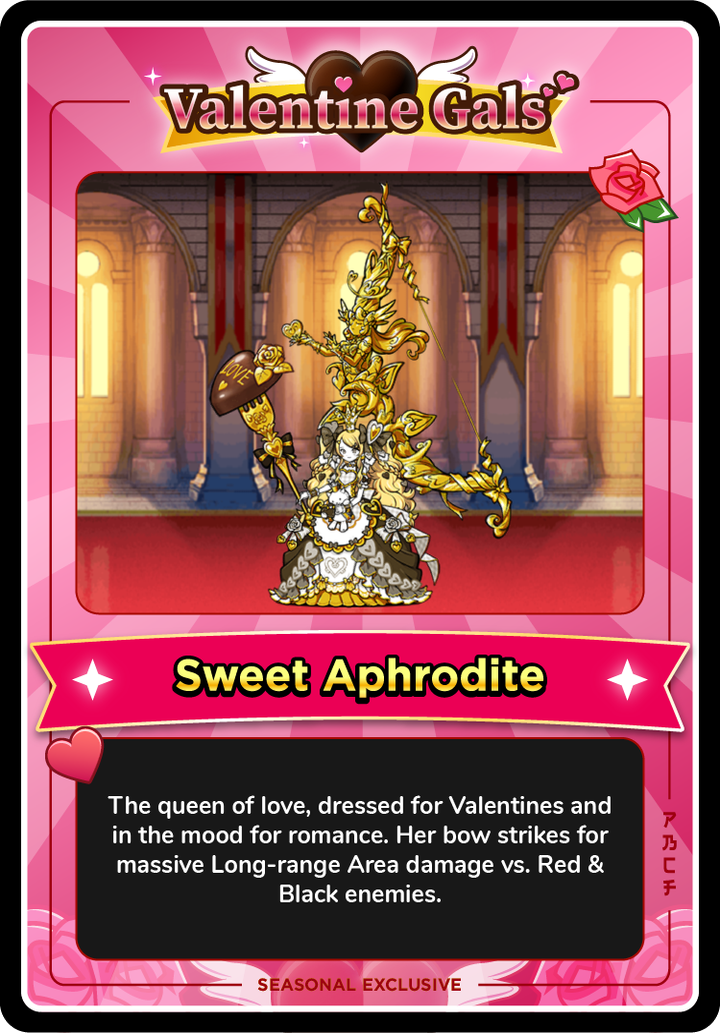 Valentine Gals
LOVE
Sweet Aphrodite
The queen of love, dressed for Valentines and
in the mood for romance. Her bow strikes for
massive Long-range Area damage vs. Red &
Black enemies.
SEASONAL EXCLUSIVE